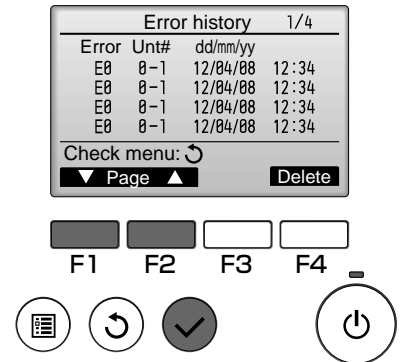 Error history 1/4
Error Unt# dd/mm/yy
E0 0-1 12/04/08 12:34
E0 0-1 12/04/08 12:34
E0 0-1 12/04/08 12:34
E0 0-1 12/04/08 12:34
Check menu:
▼ Page ▲ Delete
F1 F2 F3 F4